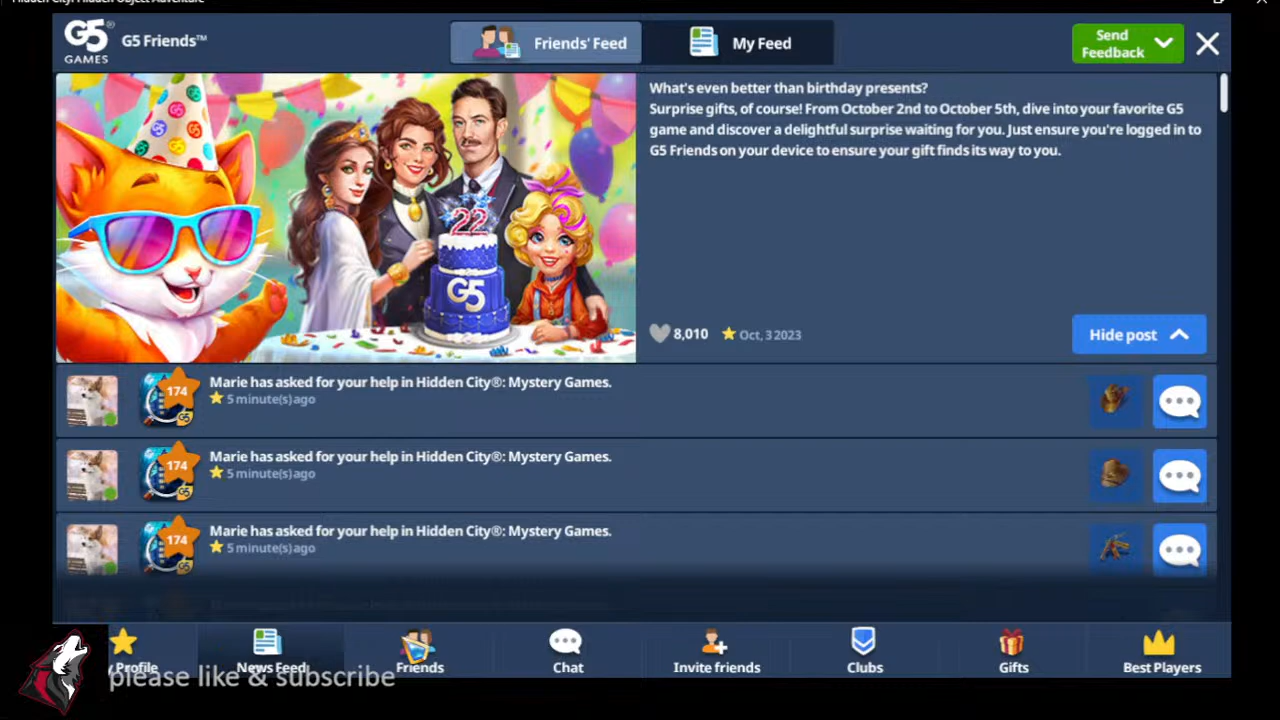 G5
GAMES
G5 Friends™
Friends' Feed
My Feed
Send
Feedback
What's even better than birthday presents?
Surprise gifts, of course! From October 2nd to October 5th, dive into your favorite G5
game and discover a delightful surprise waiting for you. Just ensure you're logged in to
G5 Friends on your device to ensure your gift finds its way to you.
22
G5
8,010
Oct, 3 2023
Hide post
174
G5
Marie has asked for your help in Hidden City®: Mystery Games.
5 minute(s) ago
174
G5
Marie has asked for your help in Hidden City®: Mystery Games.
5 minute(s) ago
174
G5
Marie has asked for your help in Hidden City®: Mystery Games.
5 minute(s) ago
Profile
News Feed
Friends
Chat
Invite friends
Clubs
Gifts
Best Players
please like & subscribe